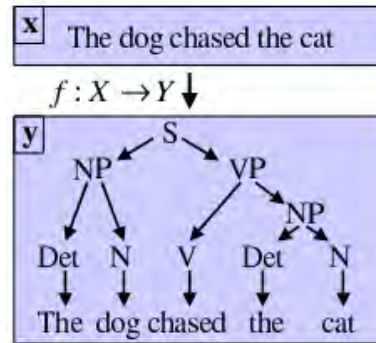 x
The dog chased the cat
f : X → Y
y
S
NP VP
NP
Det N V Det N
The dog chased the cat